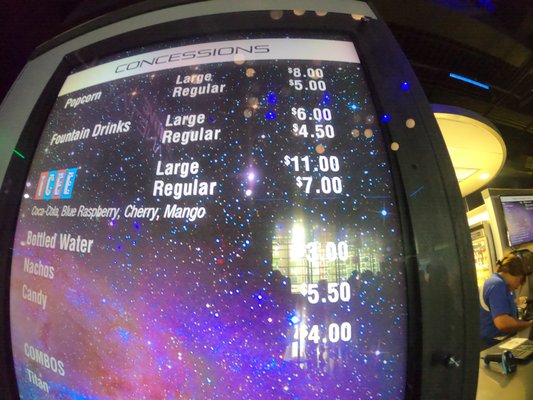 CONCESSIONS
Popcorn Large $8.00
Regular $5.00
Fountain Drinks Large $6.00
Regular $4.50
ICEE Large $11.00
Regular $7.00
Coca-Cola, Blue Raspberry, Cherry, Mango
Bottled Water $3.00
Nachos $5.50
Candy $4.00
COMBOS
Titan